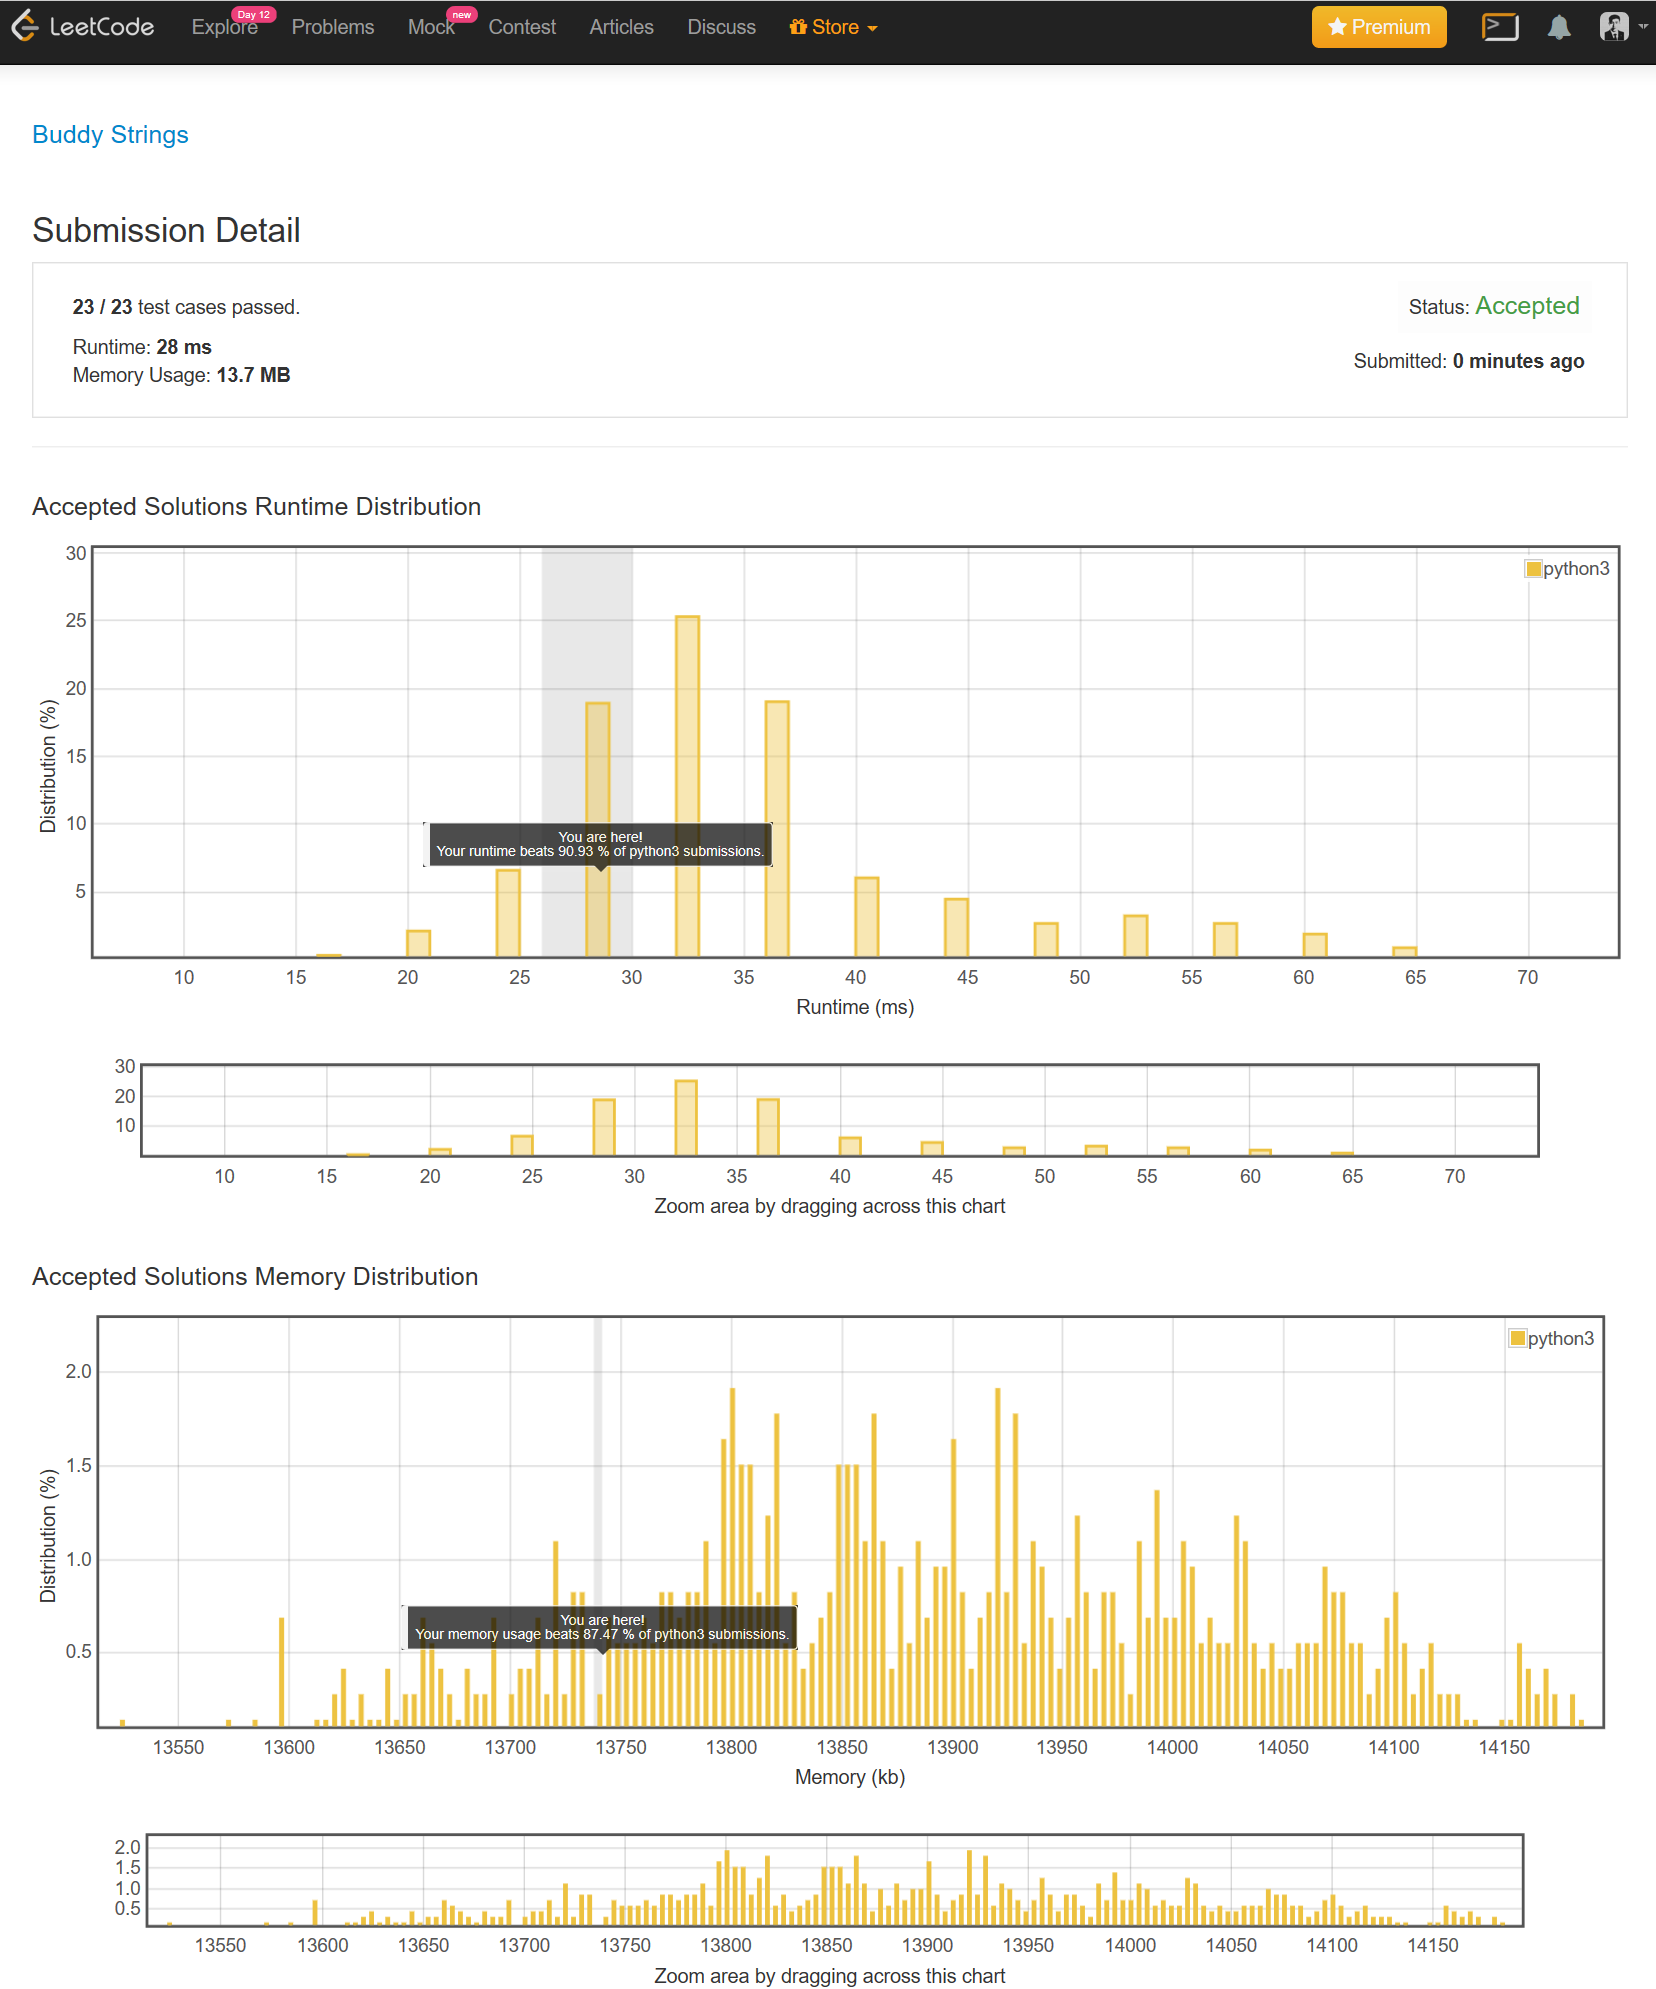 LeetCode Explore Day 12 Problems Mock new Contest Articles Discuss Store Premium
Buddy Strings
Submission Detail
23 / 23 test cases passed.
Status: Accepted
Runtime: 28 ms
Submitted: 0 minutes ago
Memory Usage: 13.7 MB
Accepted Solutions Runtime Distribution
30
25
20
15
10
5
Distribution (%)
python3
You are here!
Your runtime beats 90.93 % of python3 submissions.
10 15 20 25 30 35 40 45 50 55 60 65 70
Runtime (ms)
30
20
10
10 15 20 25 30 35 40 45 50 55 60 65 70
Zoom area by dragging across this chart
Accepted Solutions Memory Distribution
2.0
1.5
1.0
0.5
Distribution (%)
python3
You are here!
Your memory usage beats 87.47 % of python3 submissions.
13550 13600 13650 13700 13750 13800 13850 13900 13950 14000 14050 14100 14150
Memory (kb)
2.0
1.5
1.0
0.5
13550 13600 13650 13700 13750 13800 13850 13900 13950 14000 14050 14100 14150
Zoom area by dragging across this chart